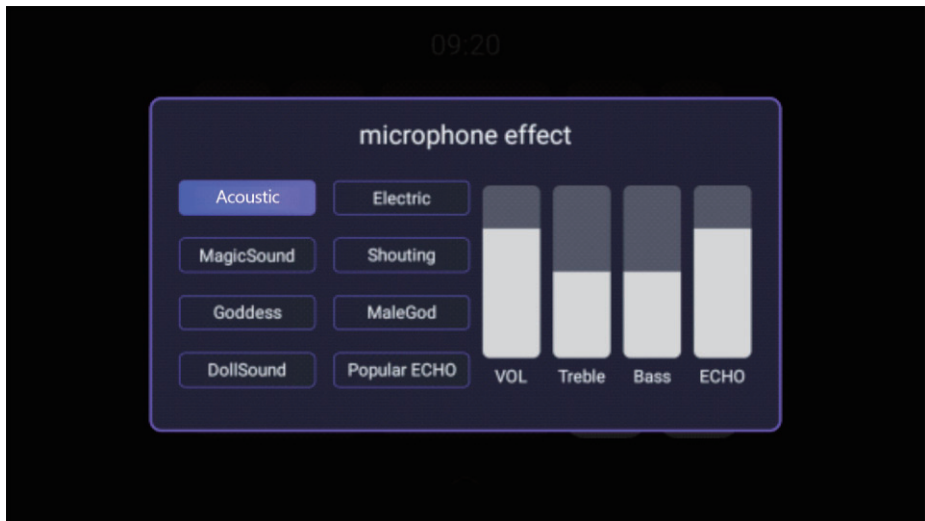 09:20
microphone effect
Acoustic
Electric
MagicSound
Shouting
Goddess
MaleGod
DollSound
Popular ECHO
VOL
Treble
Bass
ECHO